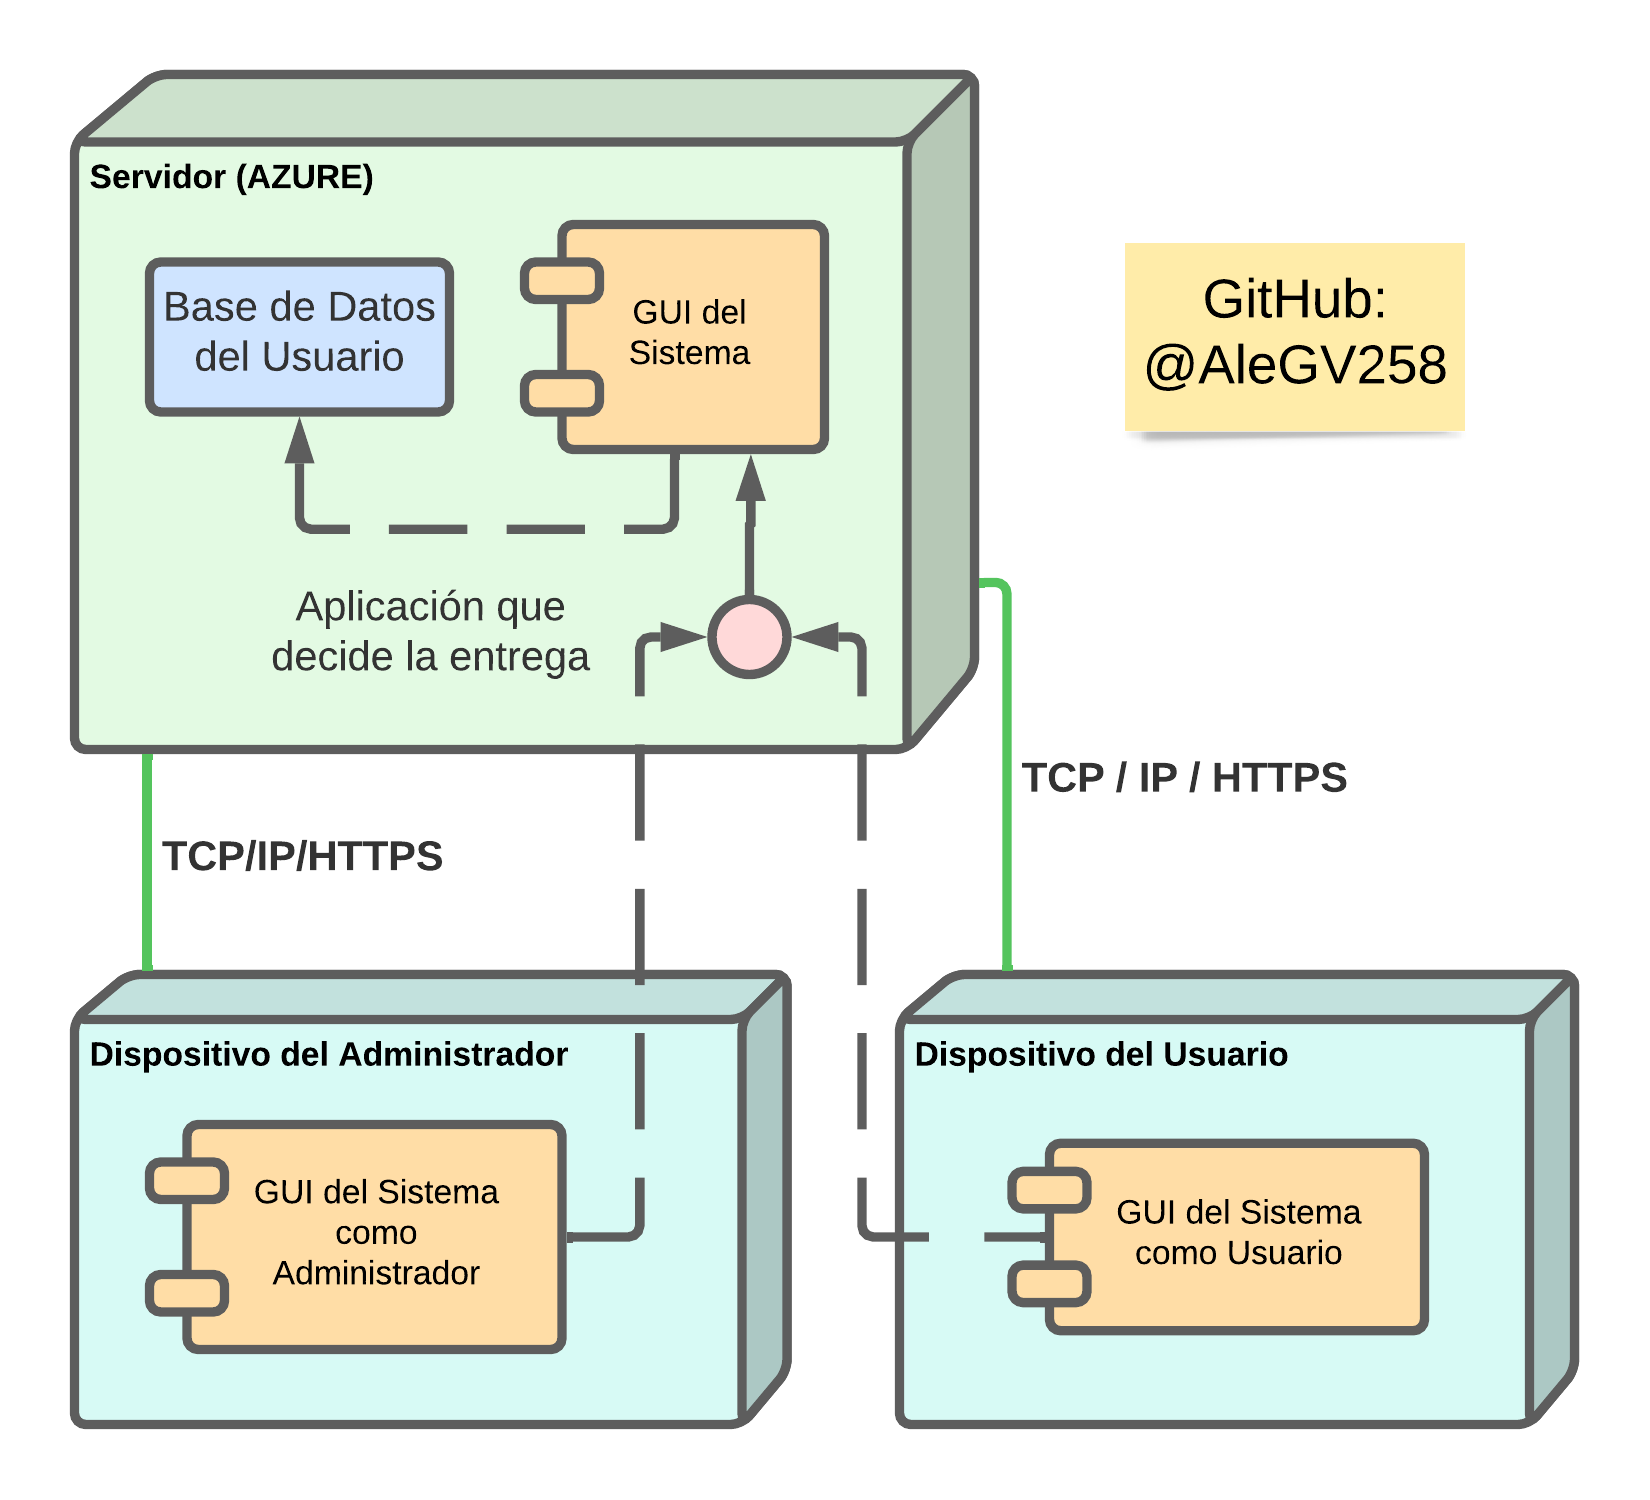 Servidor (AZURE)
Base de Datos
del Usuario
GUI del
Sistema
GitHub:
@AleGV258
Aplicación que
decide la entrega
TCP / IP / HTTPS
TCP/IP/HTTPS
Dispositivo del Administrador
GUI del Sistema
como
Administrador
Dispositivo del Usuario
GUI del Sistema
como Usuario